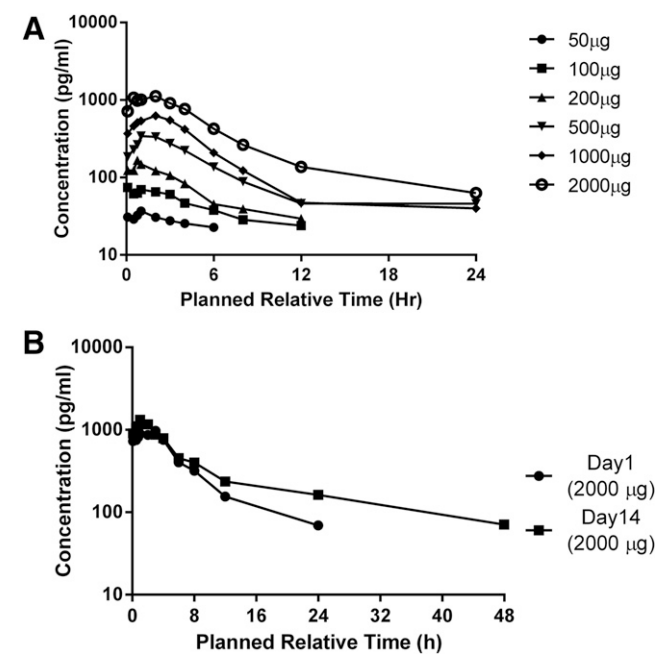 A
Concentration (pg/ml)
10000
1000
100
10
0
6
12
18
24
Planned Relative Time (Hr)
50μg
100μg
200μg
500μg
1000μg
2000μg
B
Concentration (pg/ml)
10000
1000
100
10
0
8
16
24
32
40
48
Planned Relative Time (h)
Day1
(2000 μg)
Day14
(2000 μg)